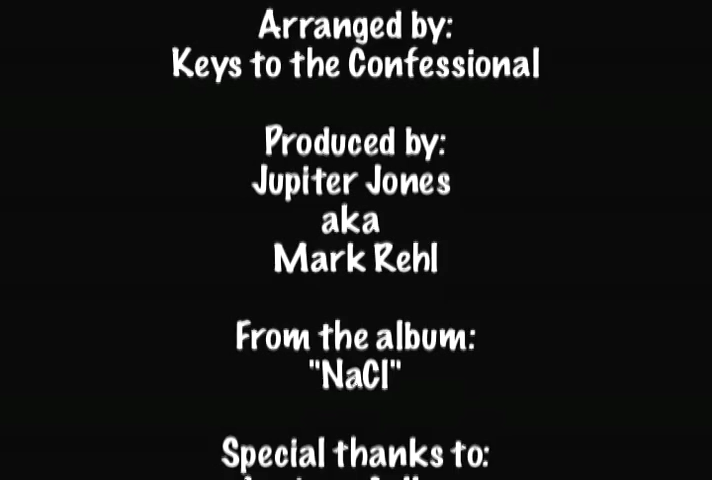 Arranged by:
Keys to the Confessional
Produced by:
Jupiter Jones
aka
Mark Rehl
From the album:
"NaCl"
Special thanks to: